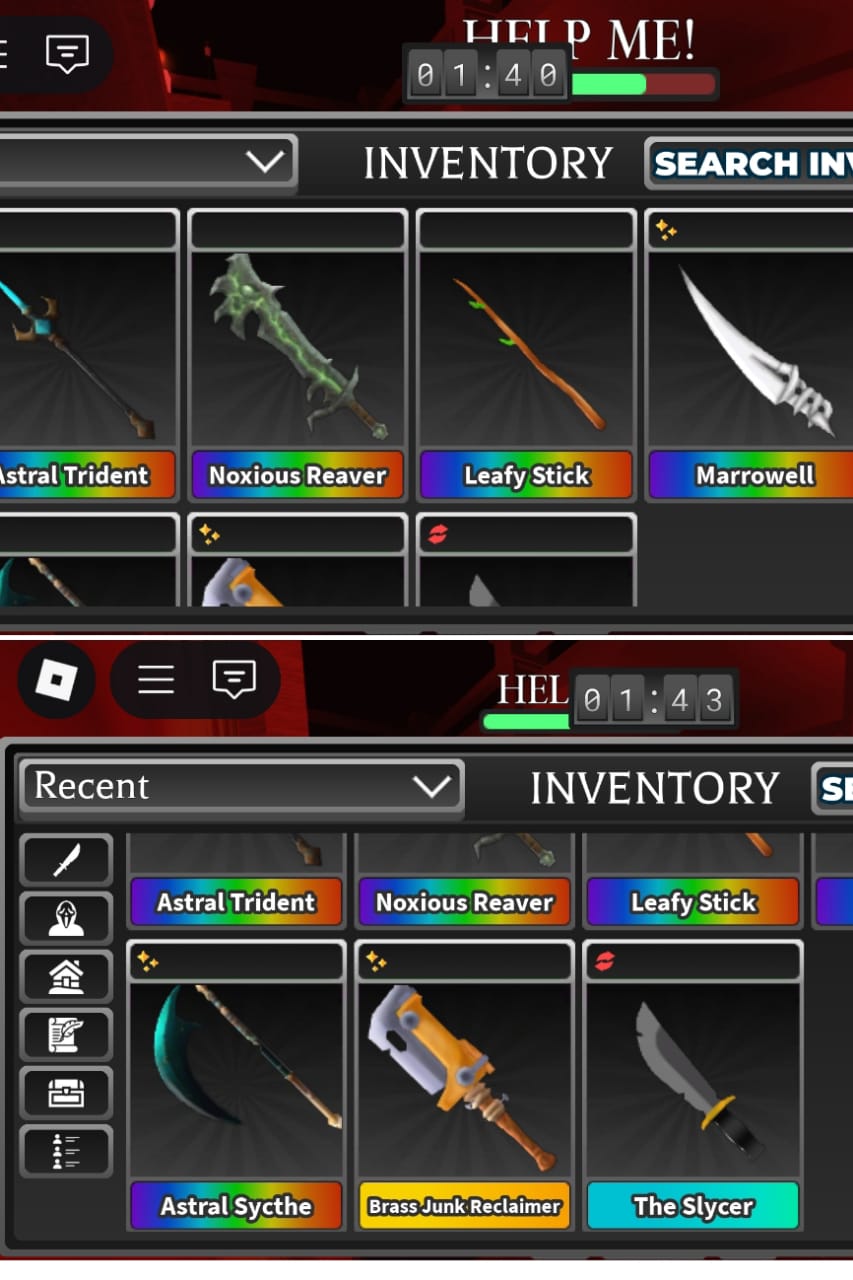 HELP ME!
01:40
INVENTORY
SEARCH INV
Astral Trident
Noxious Reaver
Leafy Stick
Marrowell
HEL
01:43
Recent
INVENTORY
SE
Astral Trident
Noxious Reaver
Leafy Stick
Astral Sycthe
Brass Junk Reclaimer
The Slycer